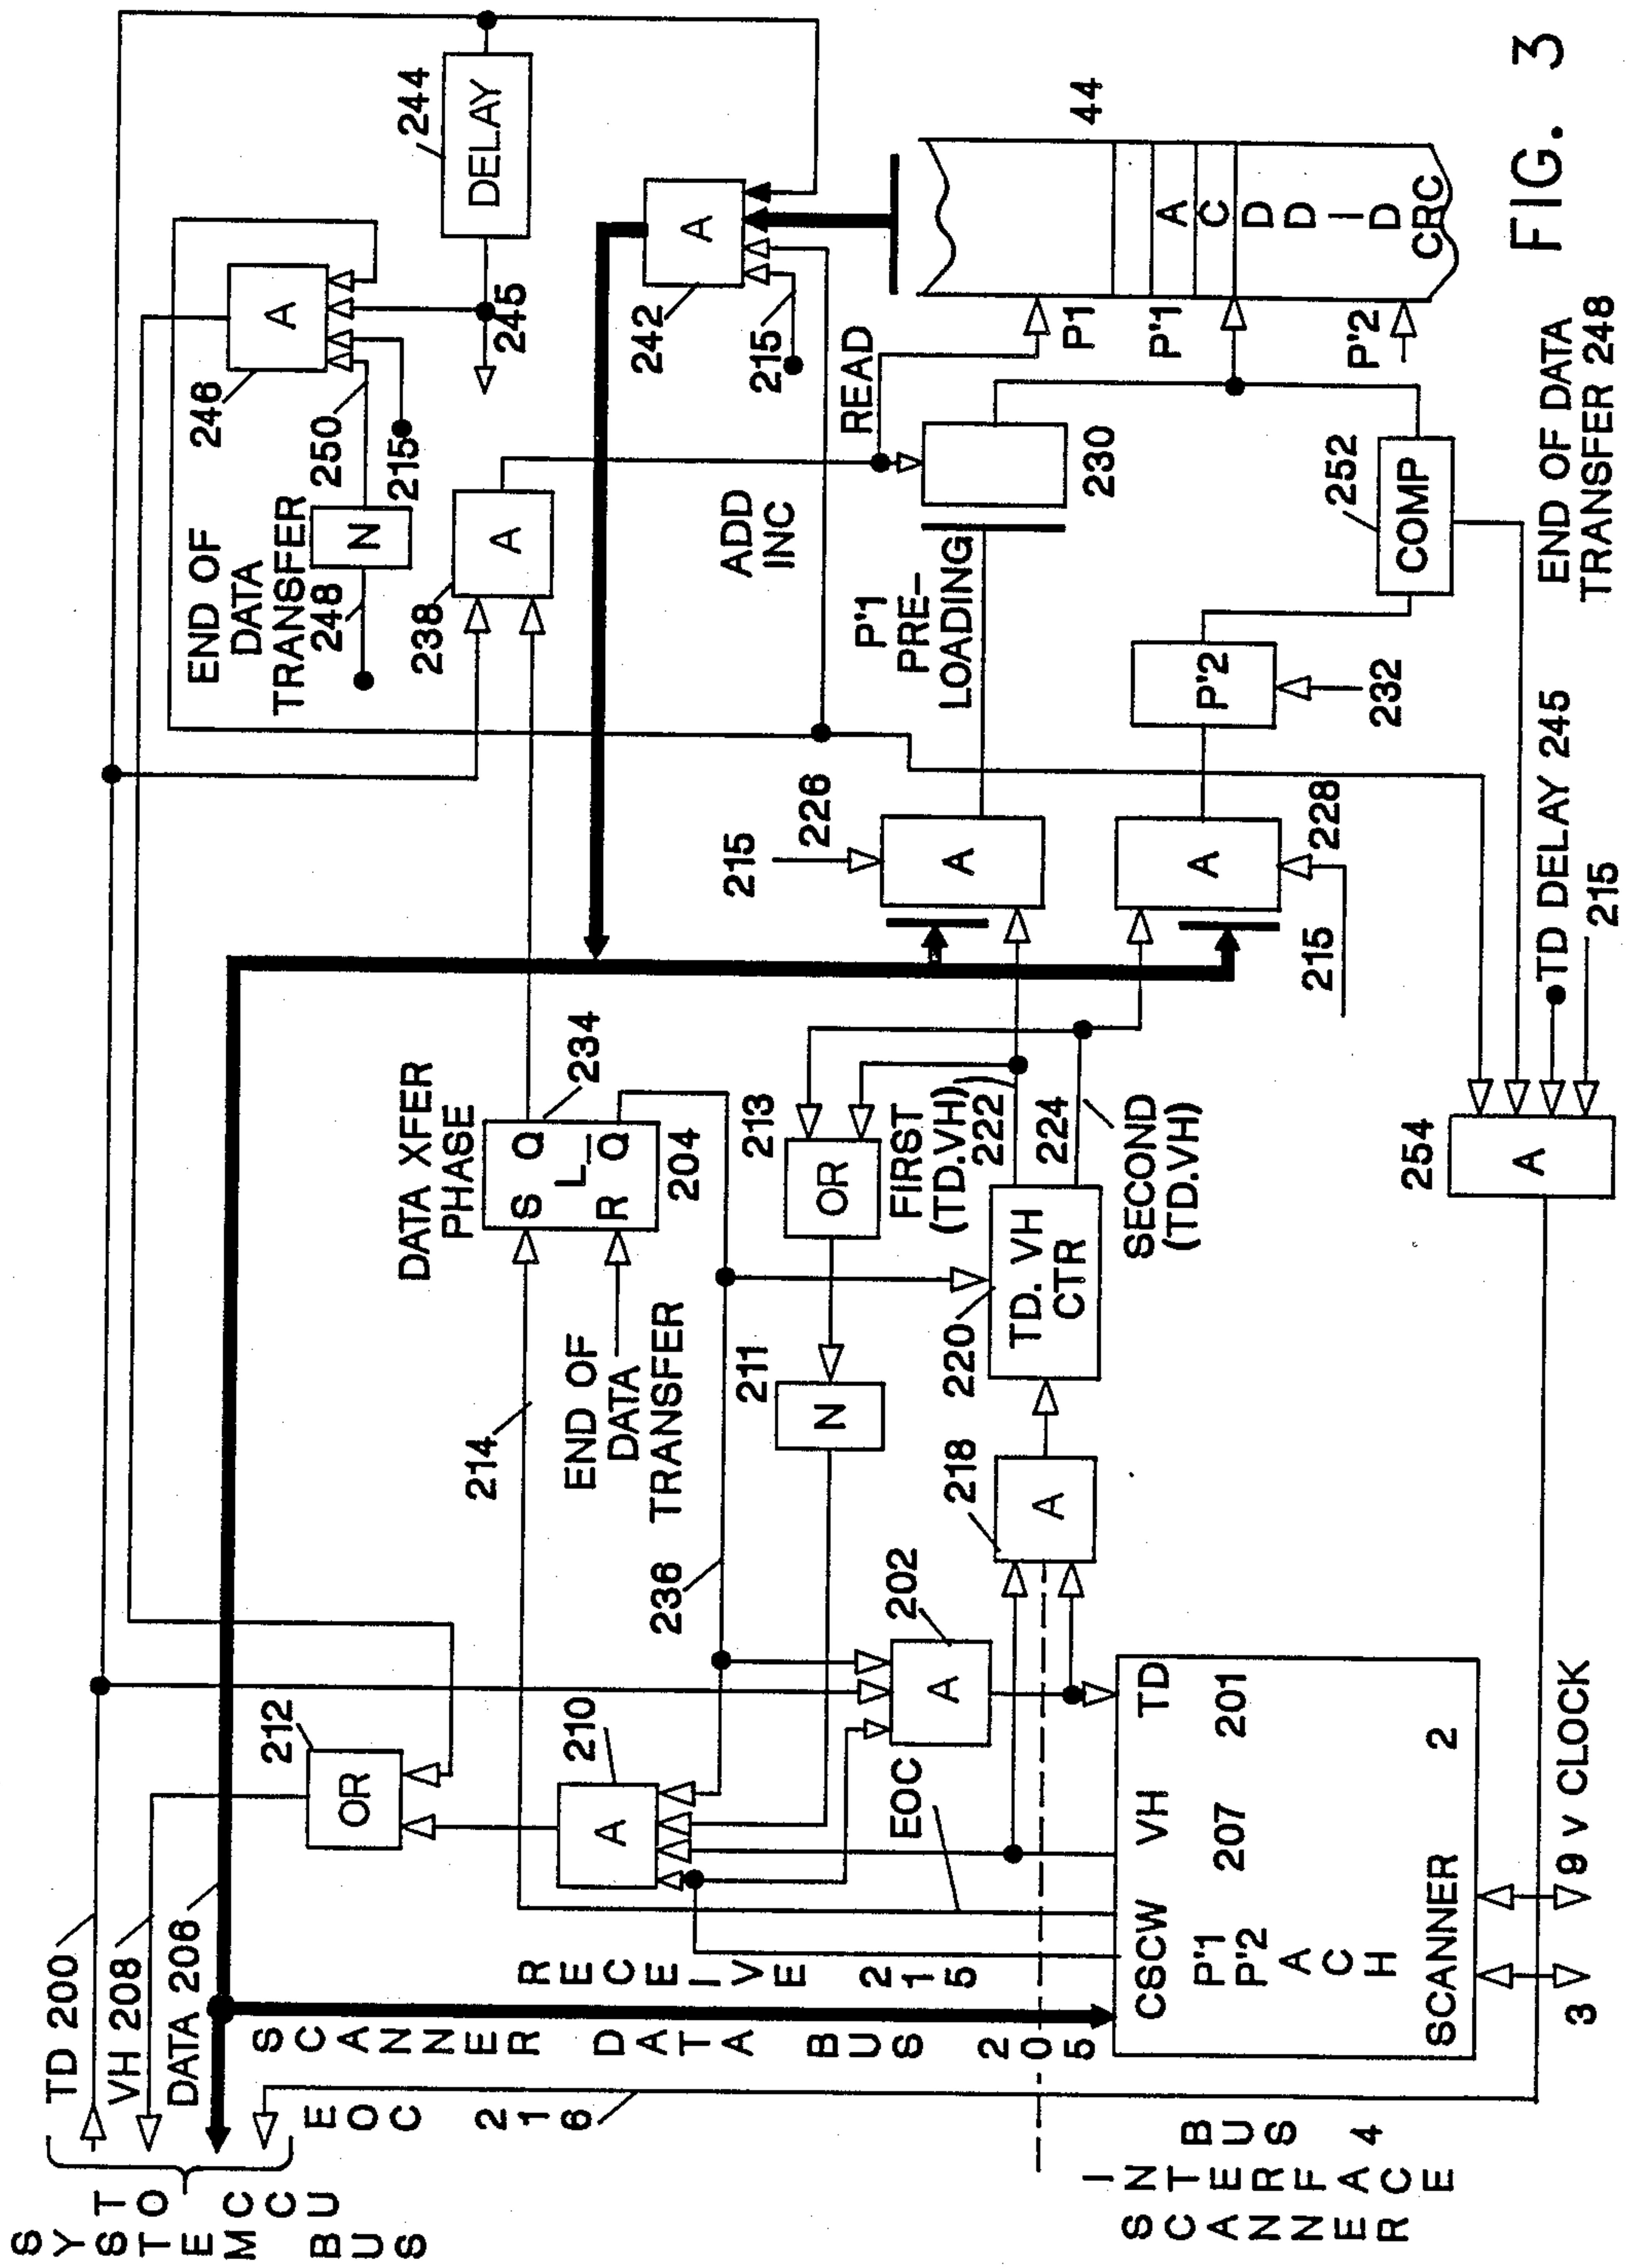 SYSTEM BUS
TO CCU
TD 200
VH 208
DATA 206
EOC 216
SCANNER DATA BUS 205
RECEIVE 215
SCANNER
INTERFACE
BUS 4
212
OR
210
A
EOC
202
A
236
CSCW VH TD
P'1 207 201
P'2
A
C
H
SCANNER 2
3
9 v CLOCK
214
DATA XFER
PHASE
S Q
L
R Q
234
204
END OF
DATA
TRANSFER
211
N
213
OR
218
A
220
TD. VH
CTR
FIRST
(TD.VH)
222
224
SECOND
(TD.VH)
254
A
TD DELAY 245
215
END OF DATA
TRANSFER 248
246
A
END OF
DATA
TRANSFER
248
N
250
215
245
244
DELAY
238
A
242
A
215
READ
ADD
INC
P'1
PRE-
LOADING
230
215
226
A
A
228
215
P'2
232
252
COMP
P1
P'1
P'2
44
A
C
D
D
I
D
CRC
FIG. 3